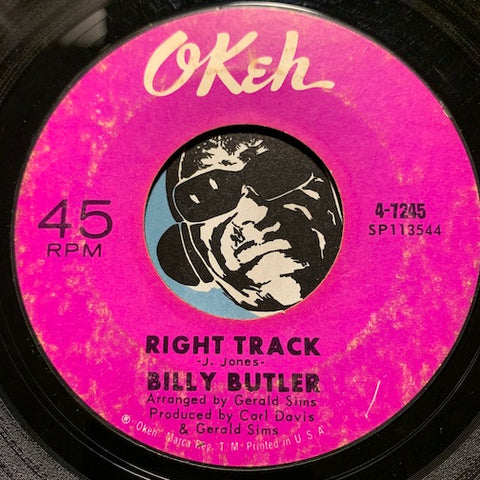 OKeh
45
RPM
4-7245
SP113544
RIGHT TRACK
-J. Jones-
BILLY BUTLER
Arranged by Gerald Sims
Produced by Carl Davis
& Gerald Sims
® Okeh Marca Reg. T M Printed in U S A